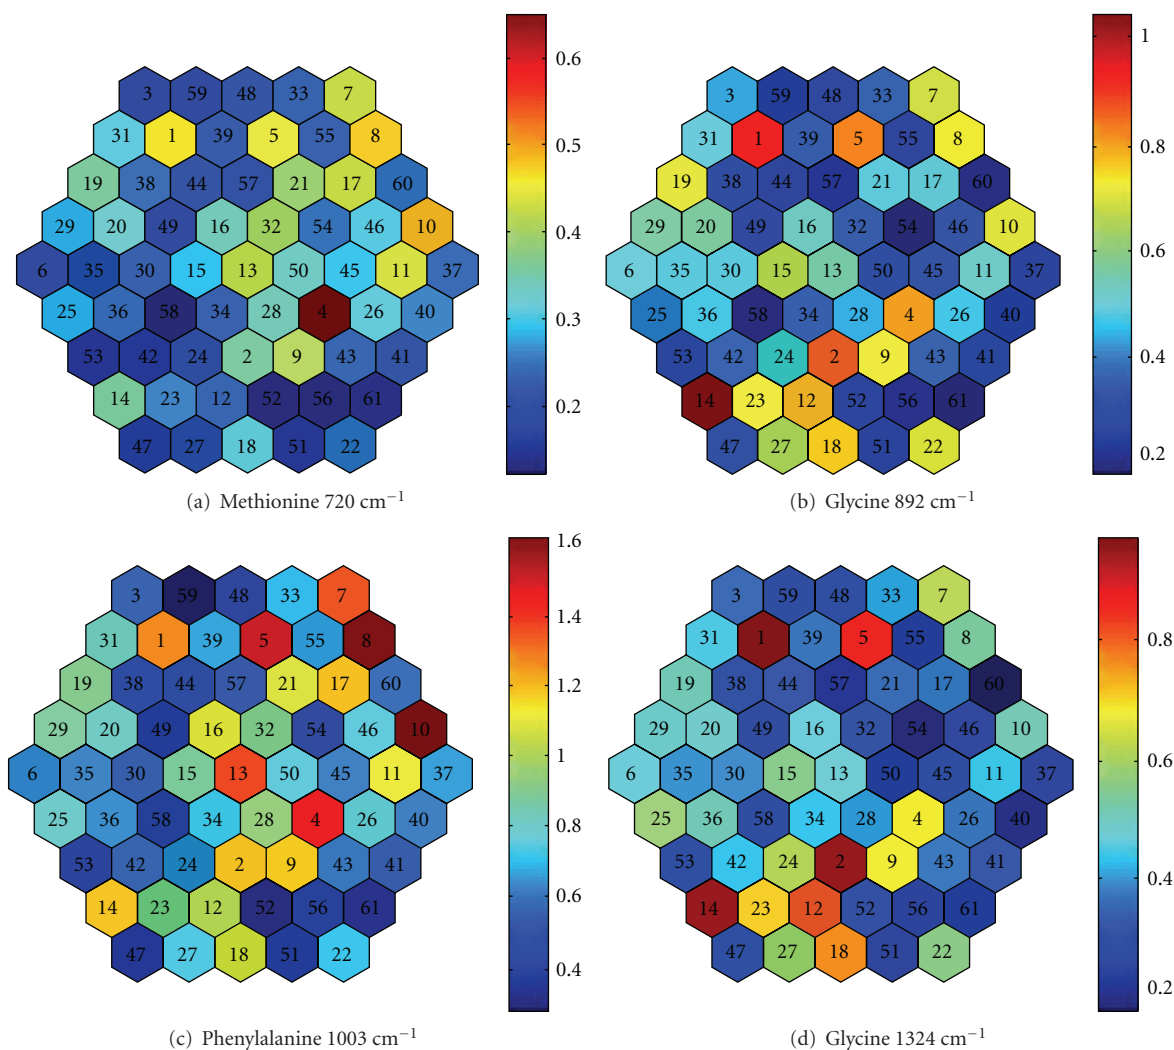 3 59 48 33 7
31 1 39 5 55 8
19 38 44 57 21 17 60
29 20 49 16 32 54 46 10
6 35 30 15 13 50 45 11 37
25 36 58 34 28 4 26 40
53 42 24 2 9 43 41
14 23 12 52 56 61
47 27 18 51 22
0.6
0.5
0.4
0.3
0.2
(a) Methionine 720 cm⁻¹
3 59 48 33 7
31 1 39 5 55 8
19 38 44 57 21 17 60
29 20 49 16 32 54 46 10
6 35 30 15 13 50 45 11 37
25 36 58 34 28 4 26 40
53 42 24 2 9 43 41
14 23 12 52 56 61
47 27 18 51 22
1
0.8
0.6
0.4
0.2
(b) Glycine 892 cm⁻¹
3 59 48 33 7
31 1 39 5 55 8
19 38 44 57 21 17 60
29 20 49 16 32 54 46 10
6 35 30 15 13 50 45 11 37
25 36 58 34 28 4 26 40
53 42 24 2 9 43 41
14 23 12 52 56 61
47 27 18 51 22
1.6
1.4
1.2
1
0.8
0.6
0.4
(c) Phenylalanine 1003 cm⁻¹
3 59 48 33 7
31 1 39 5 55 8
19 38 44 57 21 17 60
29 20 49 16 32 54 46 10
6 35 30 15 13 50 45 11 37
25 36 58 34 28 4 26 40
53 42 24 2 9 43 41
14 23 12 52 56 61
47 27 18 51 22
0.8
0.6
0.4
0.2
(d) Glycine 1324 cm⁻¹